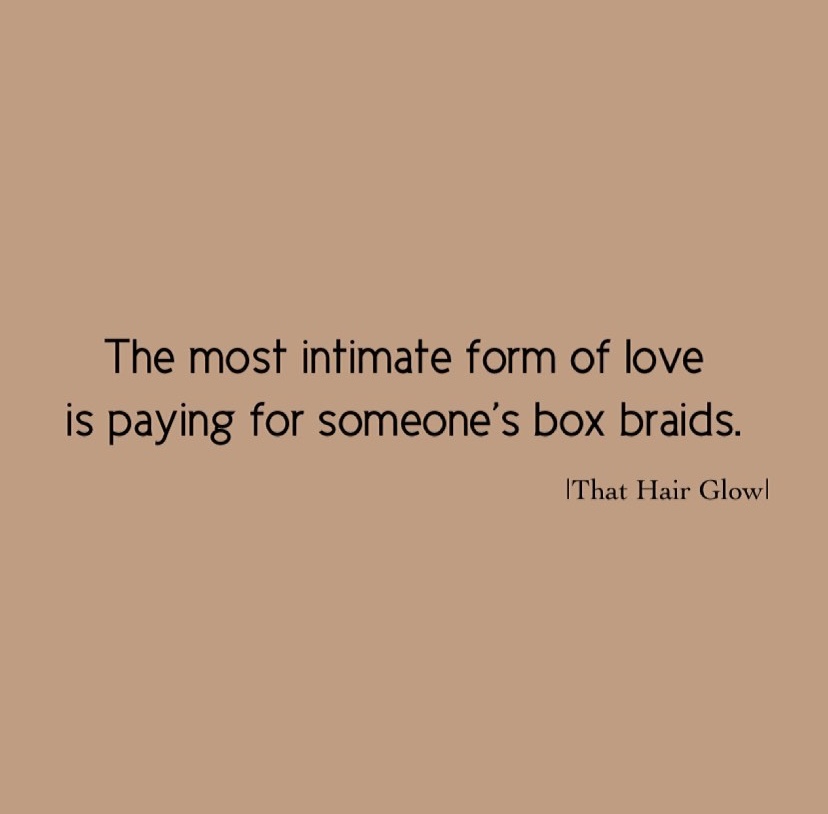 The most intimate form of love
is paying for someone’s box braids.
|That Hair Glow|